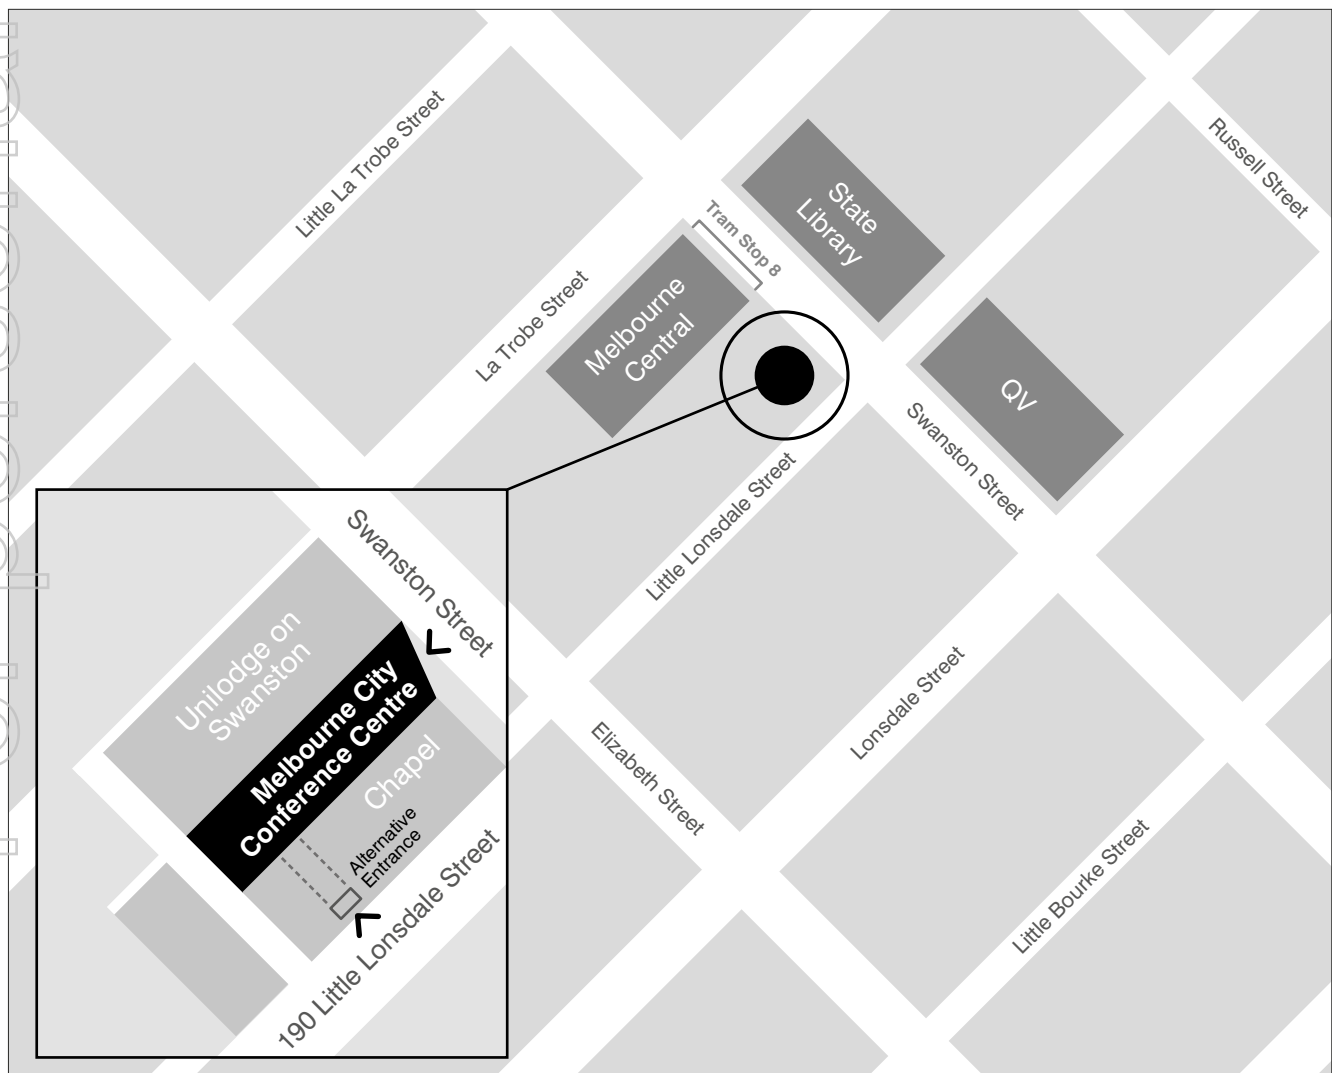 Little La Trobe Street
Russell Street
State
Library
Tram Stop 8
La Trobe Street
Melbourne
Central
QV
Swanston Street
Little Lonsdale Street
Swanston Street
Unilodge on
Swanston
Melbourne City
Conference Centre
Chapel
Alternative
Entrance
190 Little Lonsdale Street
Elizabeth Street
Lonsdale Street
Little Bourke Street